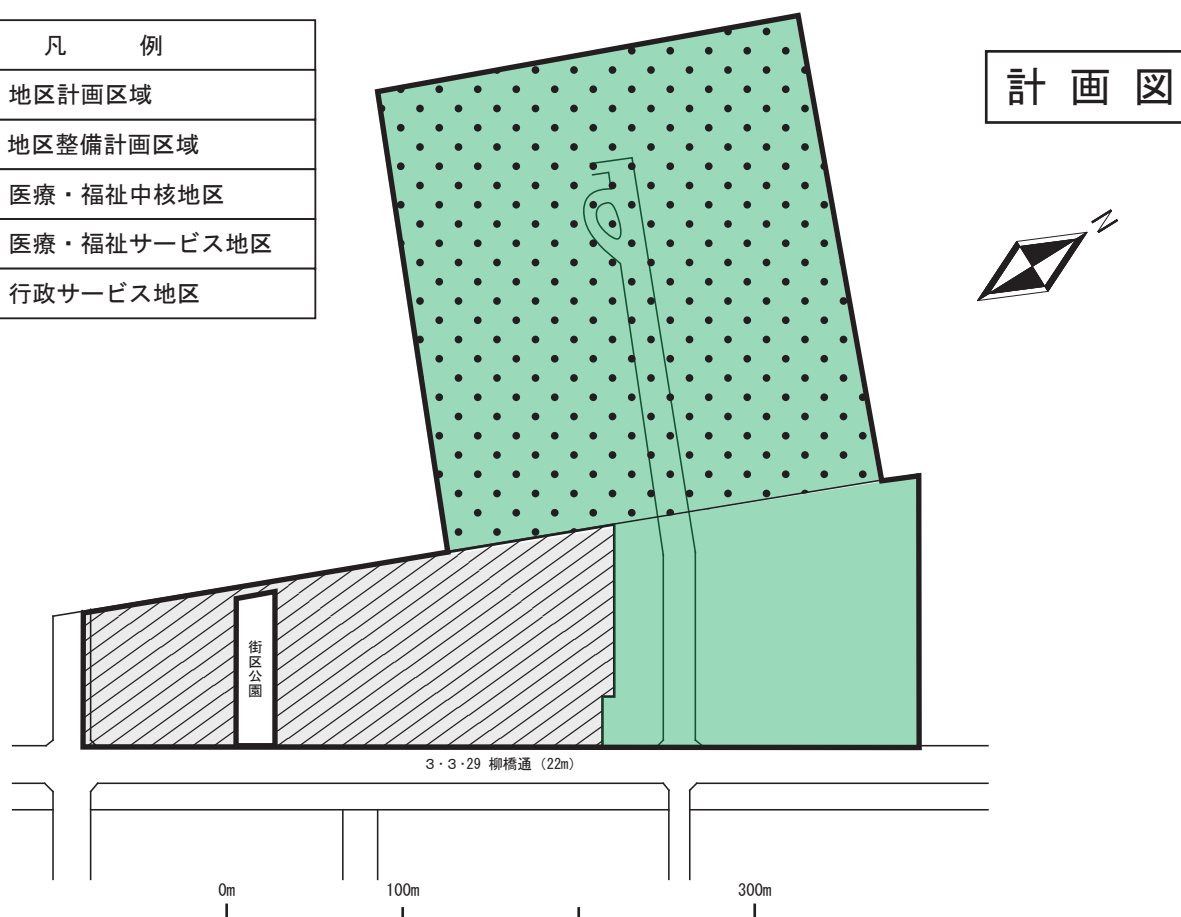 凡 例
地区計画区域
地区整備計画区域
医療・福祉中核地区
医療・福祉サービス地区
行政サービス地区
計画図
N
街区公園
3・3・29 柳橋通（22m）
0m 100m 300m